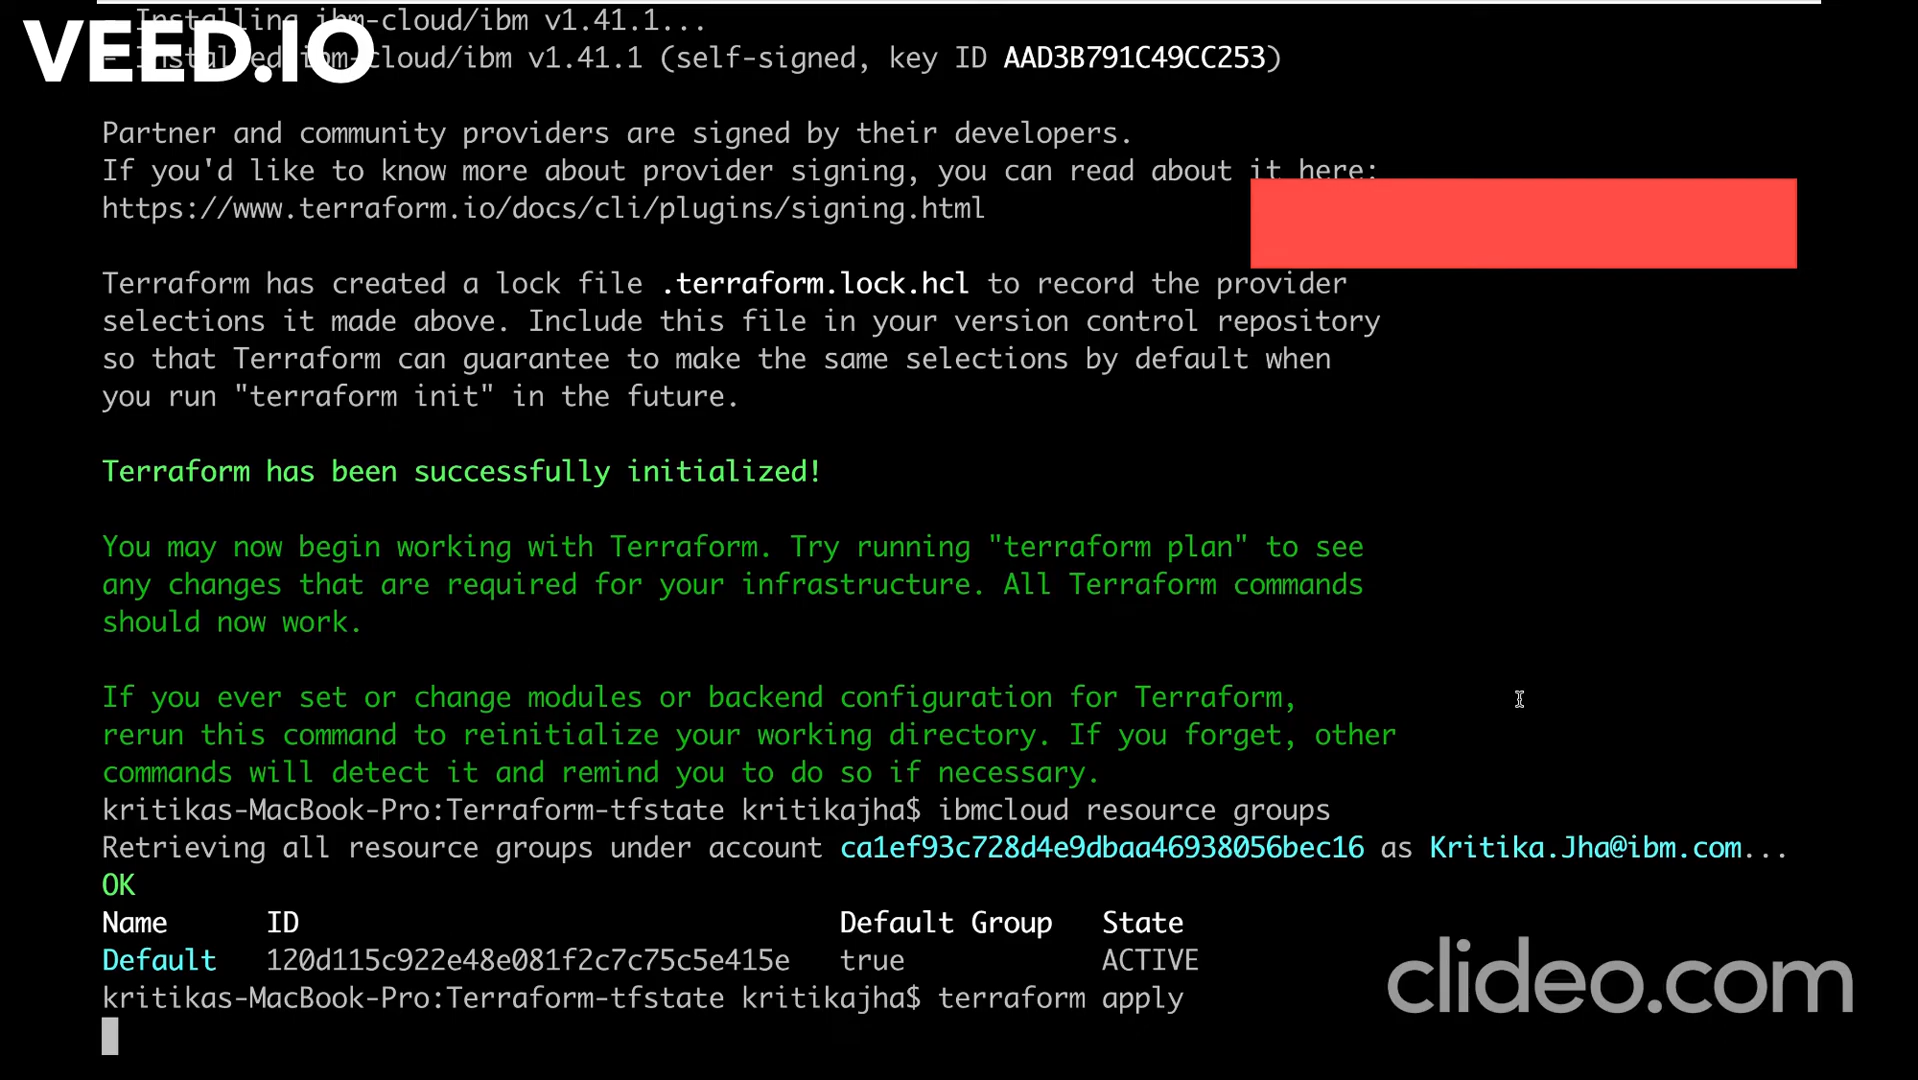 - Installing ibm-cloud/ibm v1.41.1...
VEED.IO
- Installed ibm-cloud/ibm v1.41.1 (self-signed, key ID AAD3B791C49CC253)
Partner and community providers are signed by their developers.
If you'd like to know more about provider signing, you can read about it here:
https://www.terraform.io/docs/cli/plugins/signing.html
Terraform has created a lock file .terraform.lock.hcl to record the provider
selections it made above. Include this file in your version control repository
so that Terraform can guarantee to make the same selections by default when
you run "terraform init" in the future.
Terraform has been successfully initialized!
You may now begin working with Terraform. Try running "terraform plan" to see
any changes that are required for your infrastructure. All Terraform commands
should now work.
If you ever set or change modules or backend configuration for Terraform,
rerun this command to reinitialize your working directory. If you forget, other
commands will detect it and remind you to do so if necessary.
kritikas-MacBook-Pro:Terraform-tfstate kritikajha$ ibmcloud resource groups
Retrieving all resource groups under account ca1ef93c728d4e9dbaa46938056bec16 as Kritika.Jha@ibm.com...
OK
Name ID Default Group State
Default 120d115c922e48e081f2c7c75c5e415e true ACTIVE
kritikas-MacBook-Pro:Terraform-tfstate kritikajha$ terraform apply
clideo.com